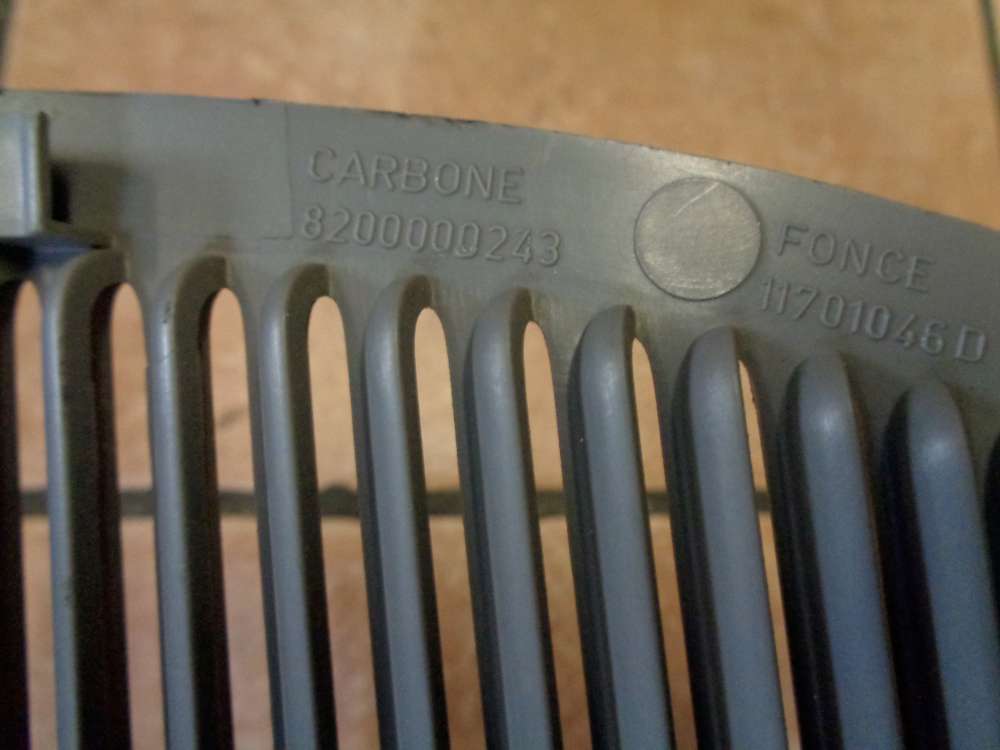 CARBONE
8200000243
FONCE
11701046D